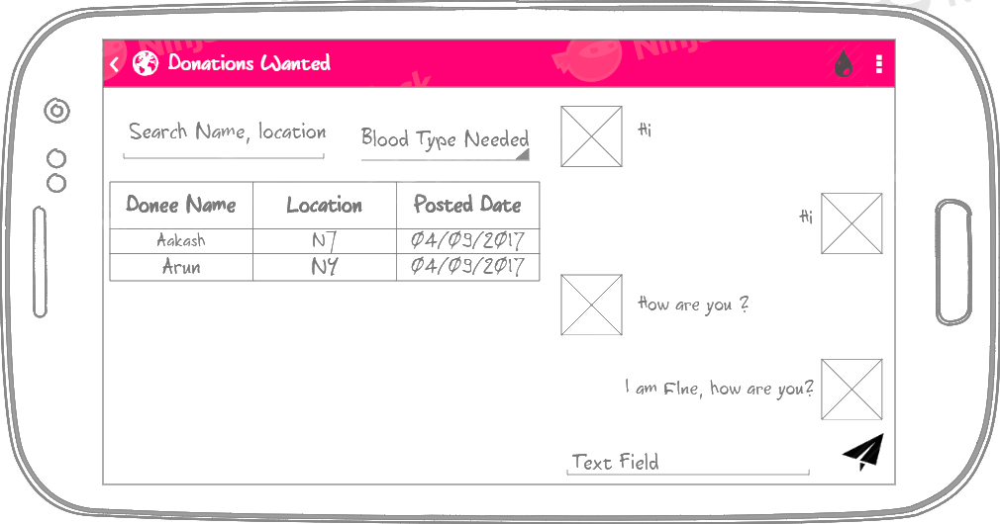 Donations Wanted
Search Name, location
Blood Type Needed
Donee Name Location Posted Date
Aakash NJ 04/09/2017
Arun NY 04/09/2017
Hi
Hi
How are you ?
I am FIne, how are you?
Text Field